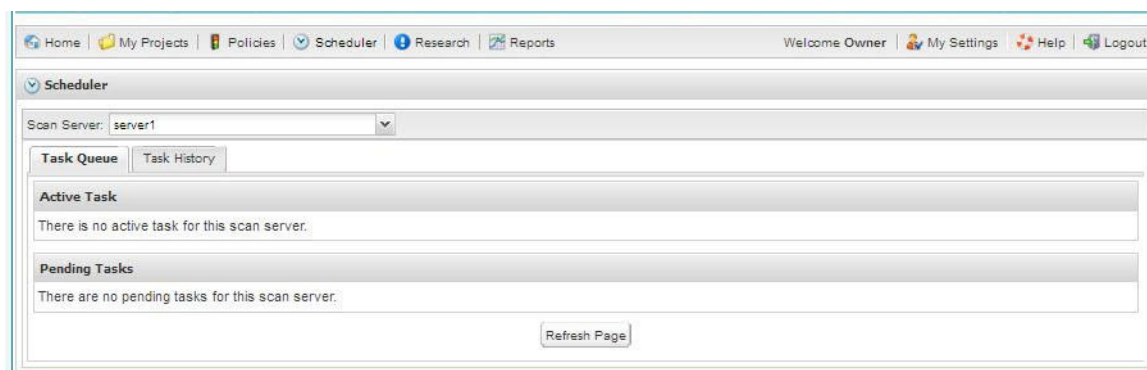 Home | My Projects | Policies | Scheduler | Research | Reports Welcome Owner | My Settings Help | Logout
Scheduler
Scan Server: server1
Task Queue Task History
Active Task
There is no active task for this scan server.
Pending Tasks
There are no pending tasks for this scan server.
Refresh Page